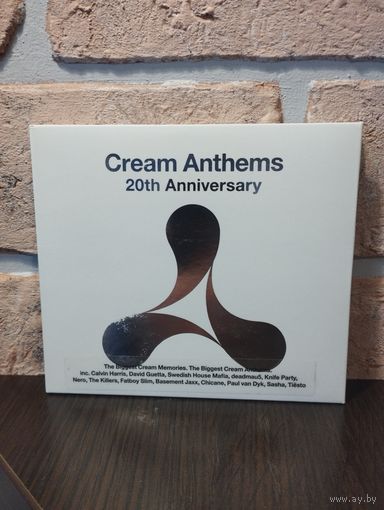 Cream Anthems
20th Anniversary
The Biggest Cream Memories. The Biggest Cream Anthems.
inc. Calvin Harris, David Guetta, Swedish House Mafia, deadmau5, Knife Party,
Nero, The Killers, Fatboy Slim, Basement Jaxx, Chicane, Paul van Dyk, Sasha, Tiësto
www.ay.by